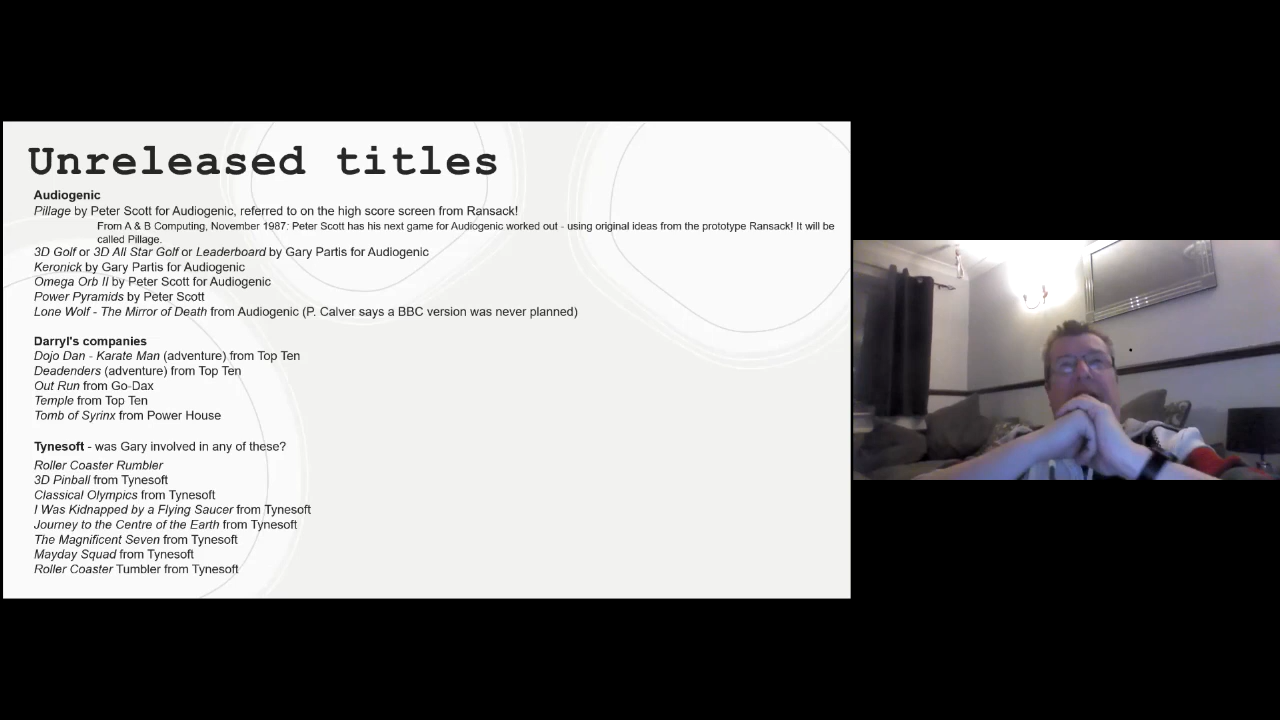 Unreleased titles
Audiogenic
Pillage by Peter Scott for Audiogenic, referred to on the high score screen from Ransack!
From A & B Computing, November 1987: Peter Scott has his next game for Audiogenic worked out - using original ideas from the prototype Ransack! It will be
called Pillage.
3D Golf or 3D All Star Golf or Leaderboard by Gary Partis for Audiogenic
Keronick by Gary Partis for Audiogenic
Omega Orb II by Peter Scott for Audiogenic
Power Pyramids by Peter Scott
Lone Wolf - The Mirror of Death from Audiogenic (P. Calver says a BBC version was never planned)
Darryl's companies
Dojo Dan - Karate Man (adventure) from Top Ten
Deadenders (adventure) from Top Ten
Out Run from Go-Dax
Temple from Top Ten
Tomb of Syrinx from Power House
Tynesoft - was Gary involved in any of these?
Roller Coaster Rumbler
3D Pinball from Tynesoft
Classical Olympics from Tynesoft
I Was Kidnapped by a Flying Saucer from Tynesoft
Journey to the Centre of the Earth from Tynesoft
The Magnificent Seven from Tynesoft
Mayday Squad from Tynesoft
Roller Coaster Tumbler from Tynesoft